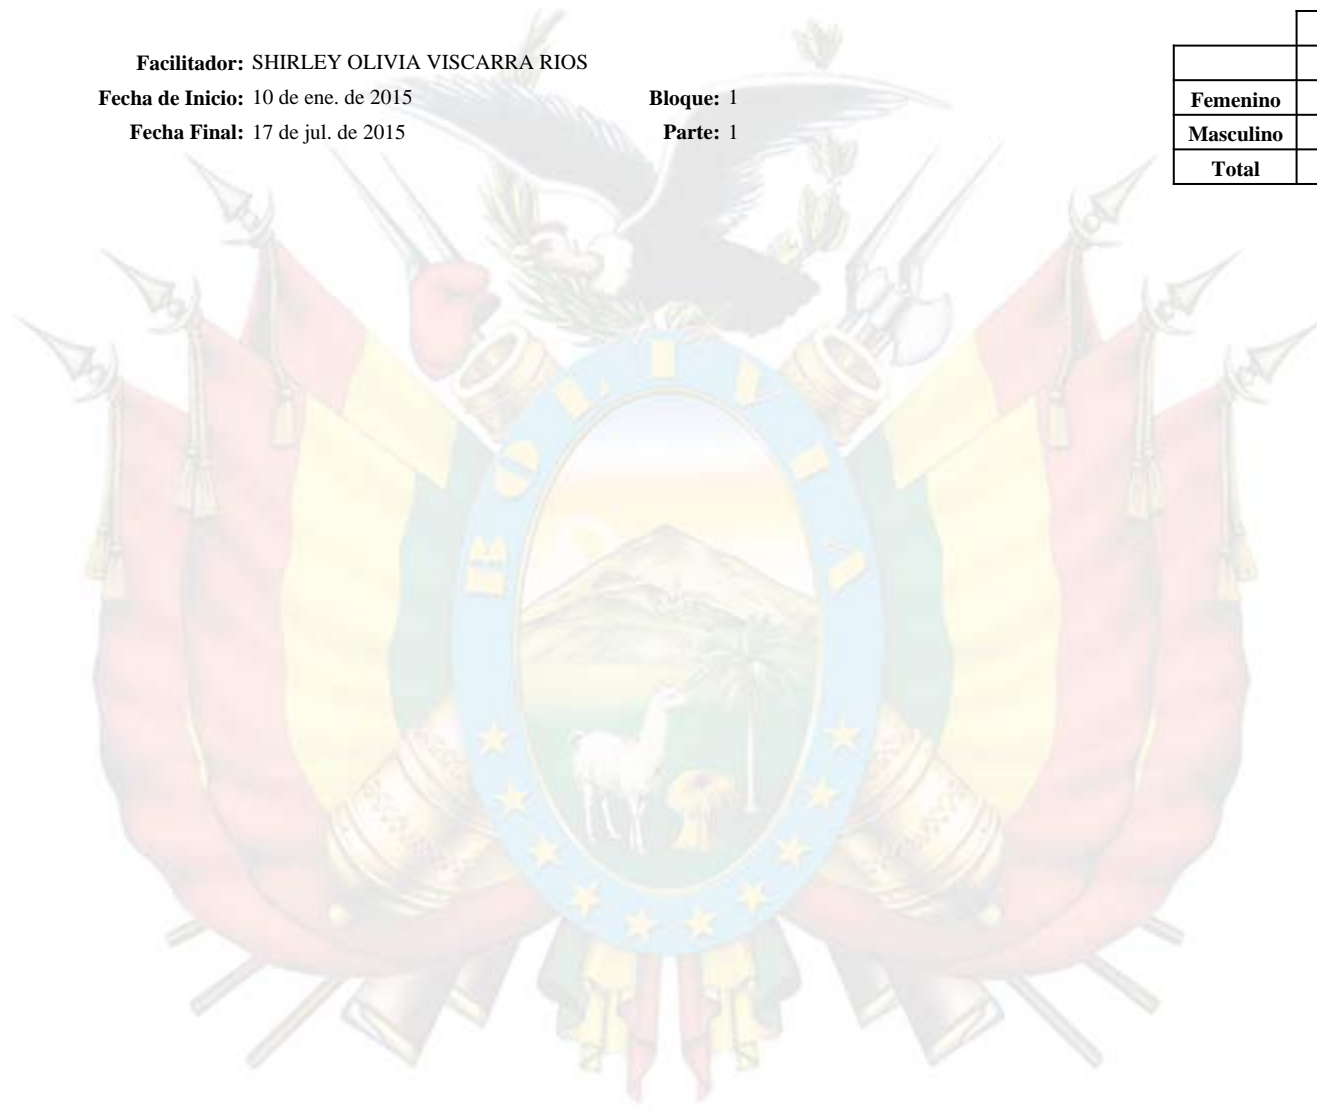 Facilitador: SHIRLEY OLIVIA VISCARRA RIOS
Fecha de Inicio: 10 de ene. de 2015 Bloque: 1
Fecha Final: 17 de jul. de 2015 Parte: 1
Femenino
Masculino
Total
BOLIVIA